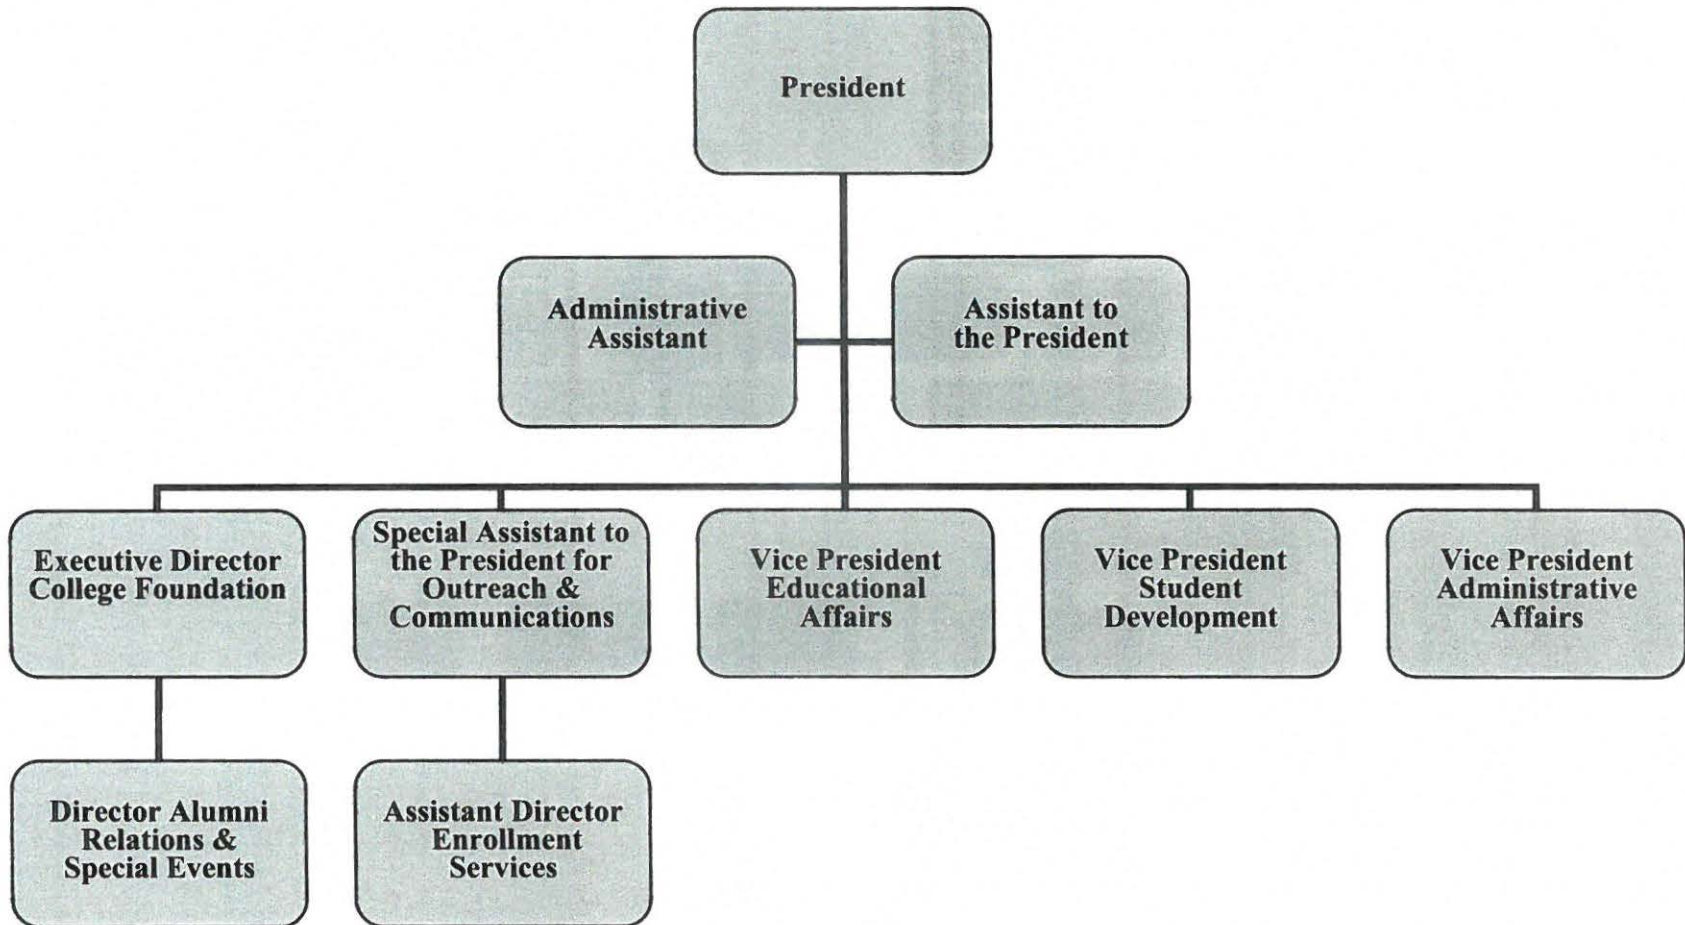 President
Administrative
Assistant
Assistant to
the President
Executive Director
College Foundation
Special Assistant to
the President for
Outreach &
Communications
Vice President
Educational
Affairs
Vice President
Student
Development
Vice President
Administrative
Affairs
Director Alumni
Relations &
Special Events
Assistant Director
Enrollment
Services